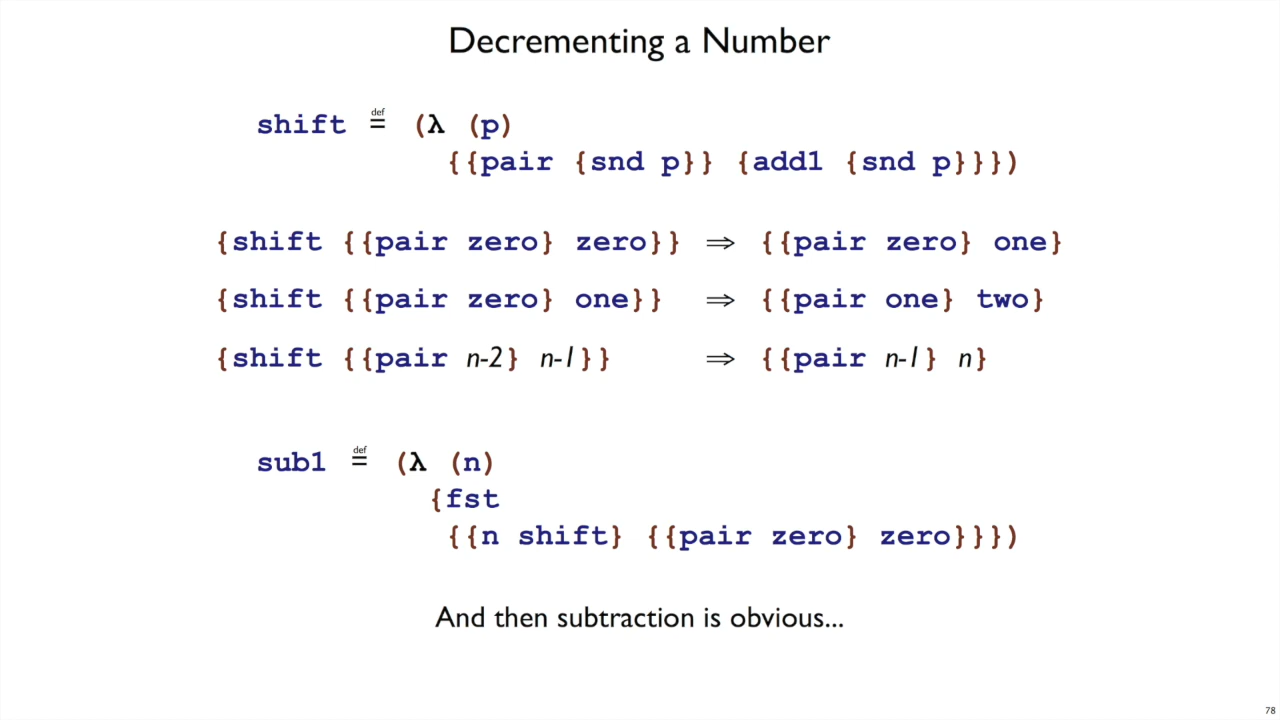 Decrementing a Number
shift def= (λ (p)
{{pair {snd p}} {add1 {snd p}}})
{shift {{pair zero} zero}} ⇒ {{pair zero} one}
{shift {{pair zero} one}} ⇒ {{pair one} two}
{shift {{pair n-2} n-1}} ⇒ {{pair n-1} n}
sub1 def= (λ (n)
{fst
{{n shift} {{pair zero} zero}}})
And then subtraction is obvious...
78